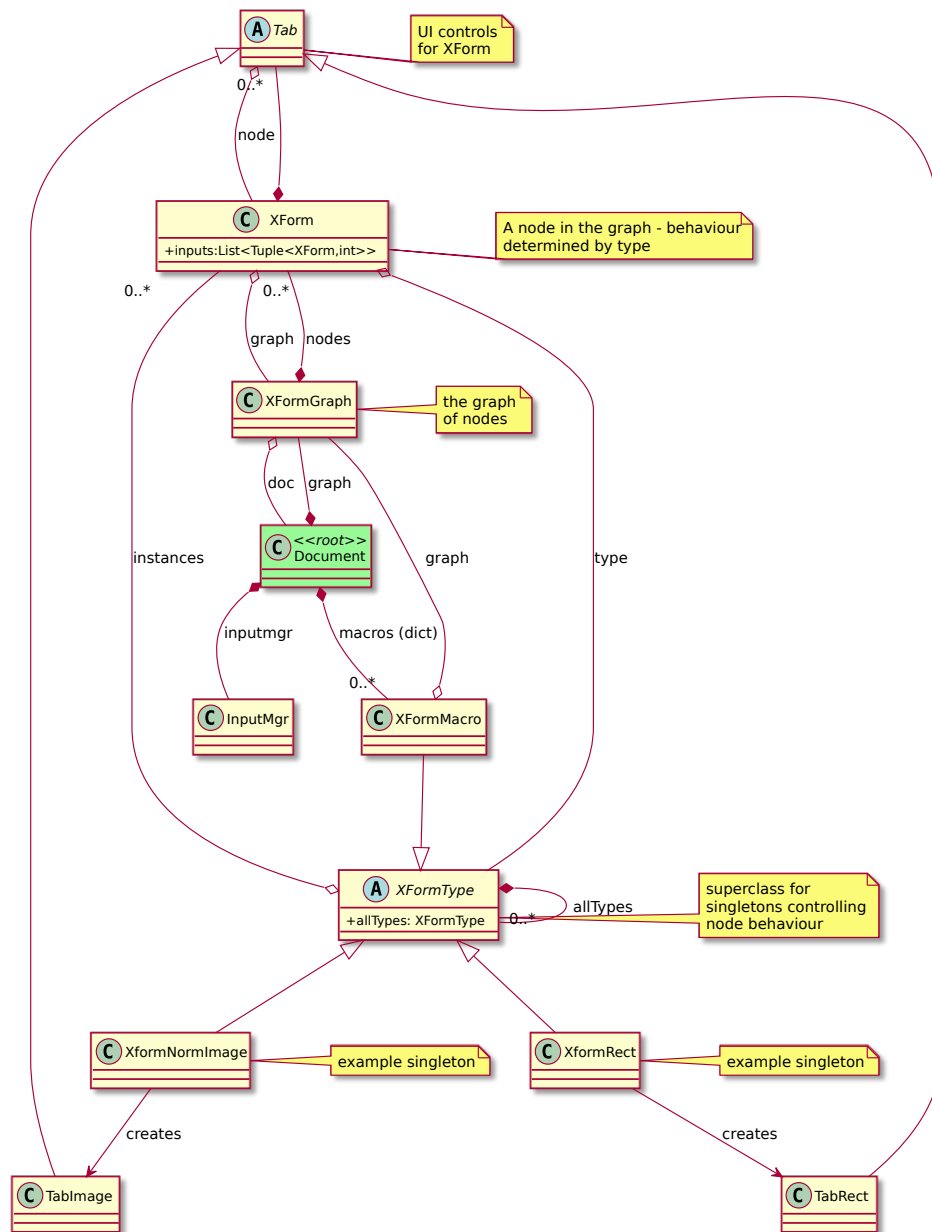 A Tab
UI controls
for XForm
0..*
node
C XForm
+inputs:List<Tuple<XForm,int>>
A node in the graph - behaviour
determined by type
0..*
0..*
graph
nodes
C XFormGraph
the graph
of nodes
doc
graph
C <<root>>
Document
instances
graph
type
inputmgr
macros (dict)
0..*
C InputMgr
C XFormMacro
A XFormType
+allTypes: XFormType
allTypes
0..*
superclass for
singletons controlling
node behaviour
C XformNormImage
example singleton
C XformRect
example singleton
creates
creates
C TabImage
C TabRect